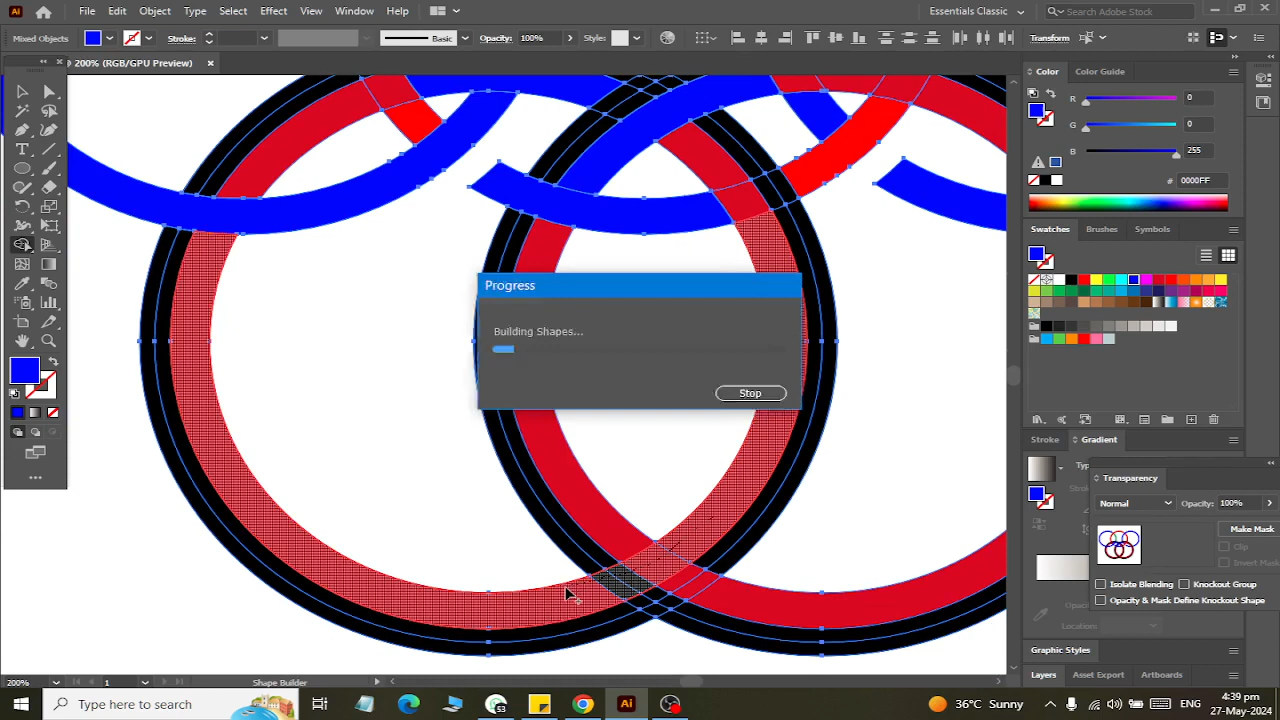 Ai File Edit Object Type Select Effect View Window Help Essentials Classic Search Adobe Stock
Mixed Objects Stroke: Basic Opacity: 100% Style: Transform
@ 200% (RGB/GPU Preview) ×
Color Color Guide
R 0
G 0
B 255
# 0000FF
Swatches Brushes Symbols
Progress
Building Shapes...
Stop
Stroke Gradient
Transparency
Normal Opacity: 100%
Make Mask
Clip
Invert Mask
Isolate Blending Knockout Group
Opacity & Mask Define Knockout Shape
Graphic Styles
Layers Asset Export Artboards
200% 1 Shape Builder
Type here to search
36°C Sunny
4:39 pm
27-May-2024